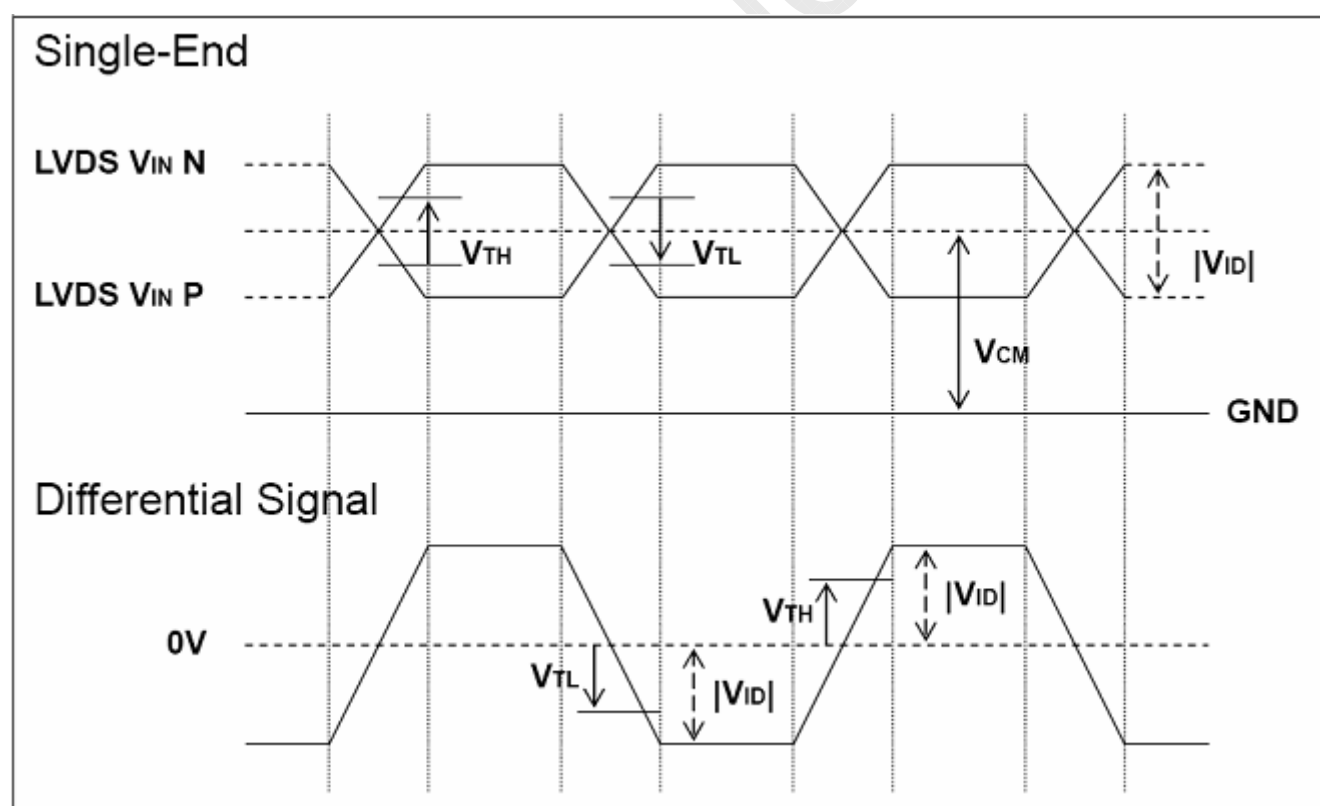 Single-End
LVDS VIN N
VTH
VTL
|VID|
LVDS VIN P
VCM
GND
Differential Signal
VTH
|VID|
0V
VTL
|VID|